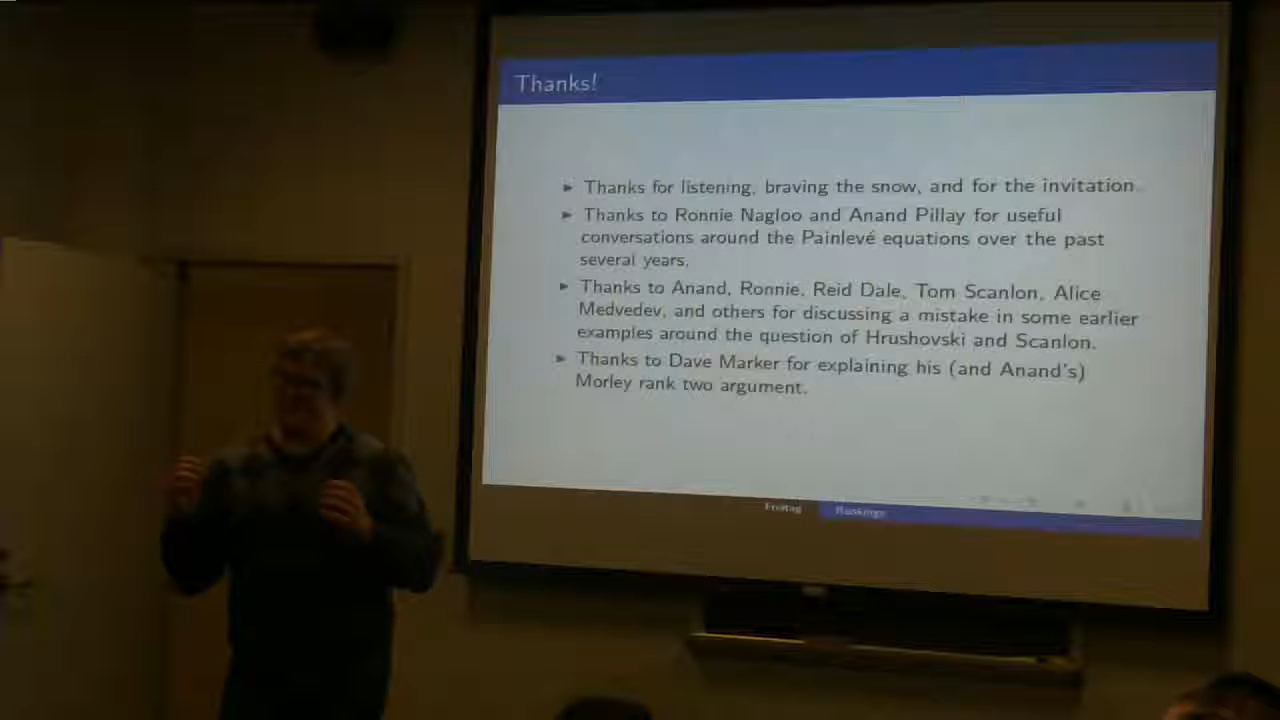 Thanks!
▶ Thanks for listening, braving the snow, and for the invitation.
▶ Thanks to Ronnie Nagloo and Anand Pillay for useful
conversations around the Painlevé equations over the past
several years.
▶ Thanks to Anand, Ronnie, Reid Dale, Tom Scanlon, Alice
Medvedev, and others for discussing a mistake in some earlier
examples around the question of Hrushovski and Scanlon.
▶ Thanks to Dave Marker for explaining his (and Anand's)
Morley rank two argument.
Freitag Rankings